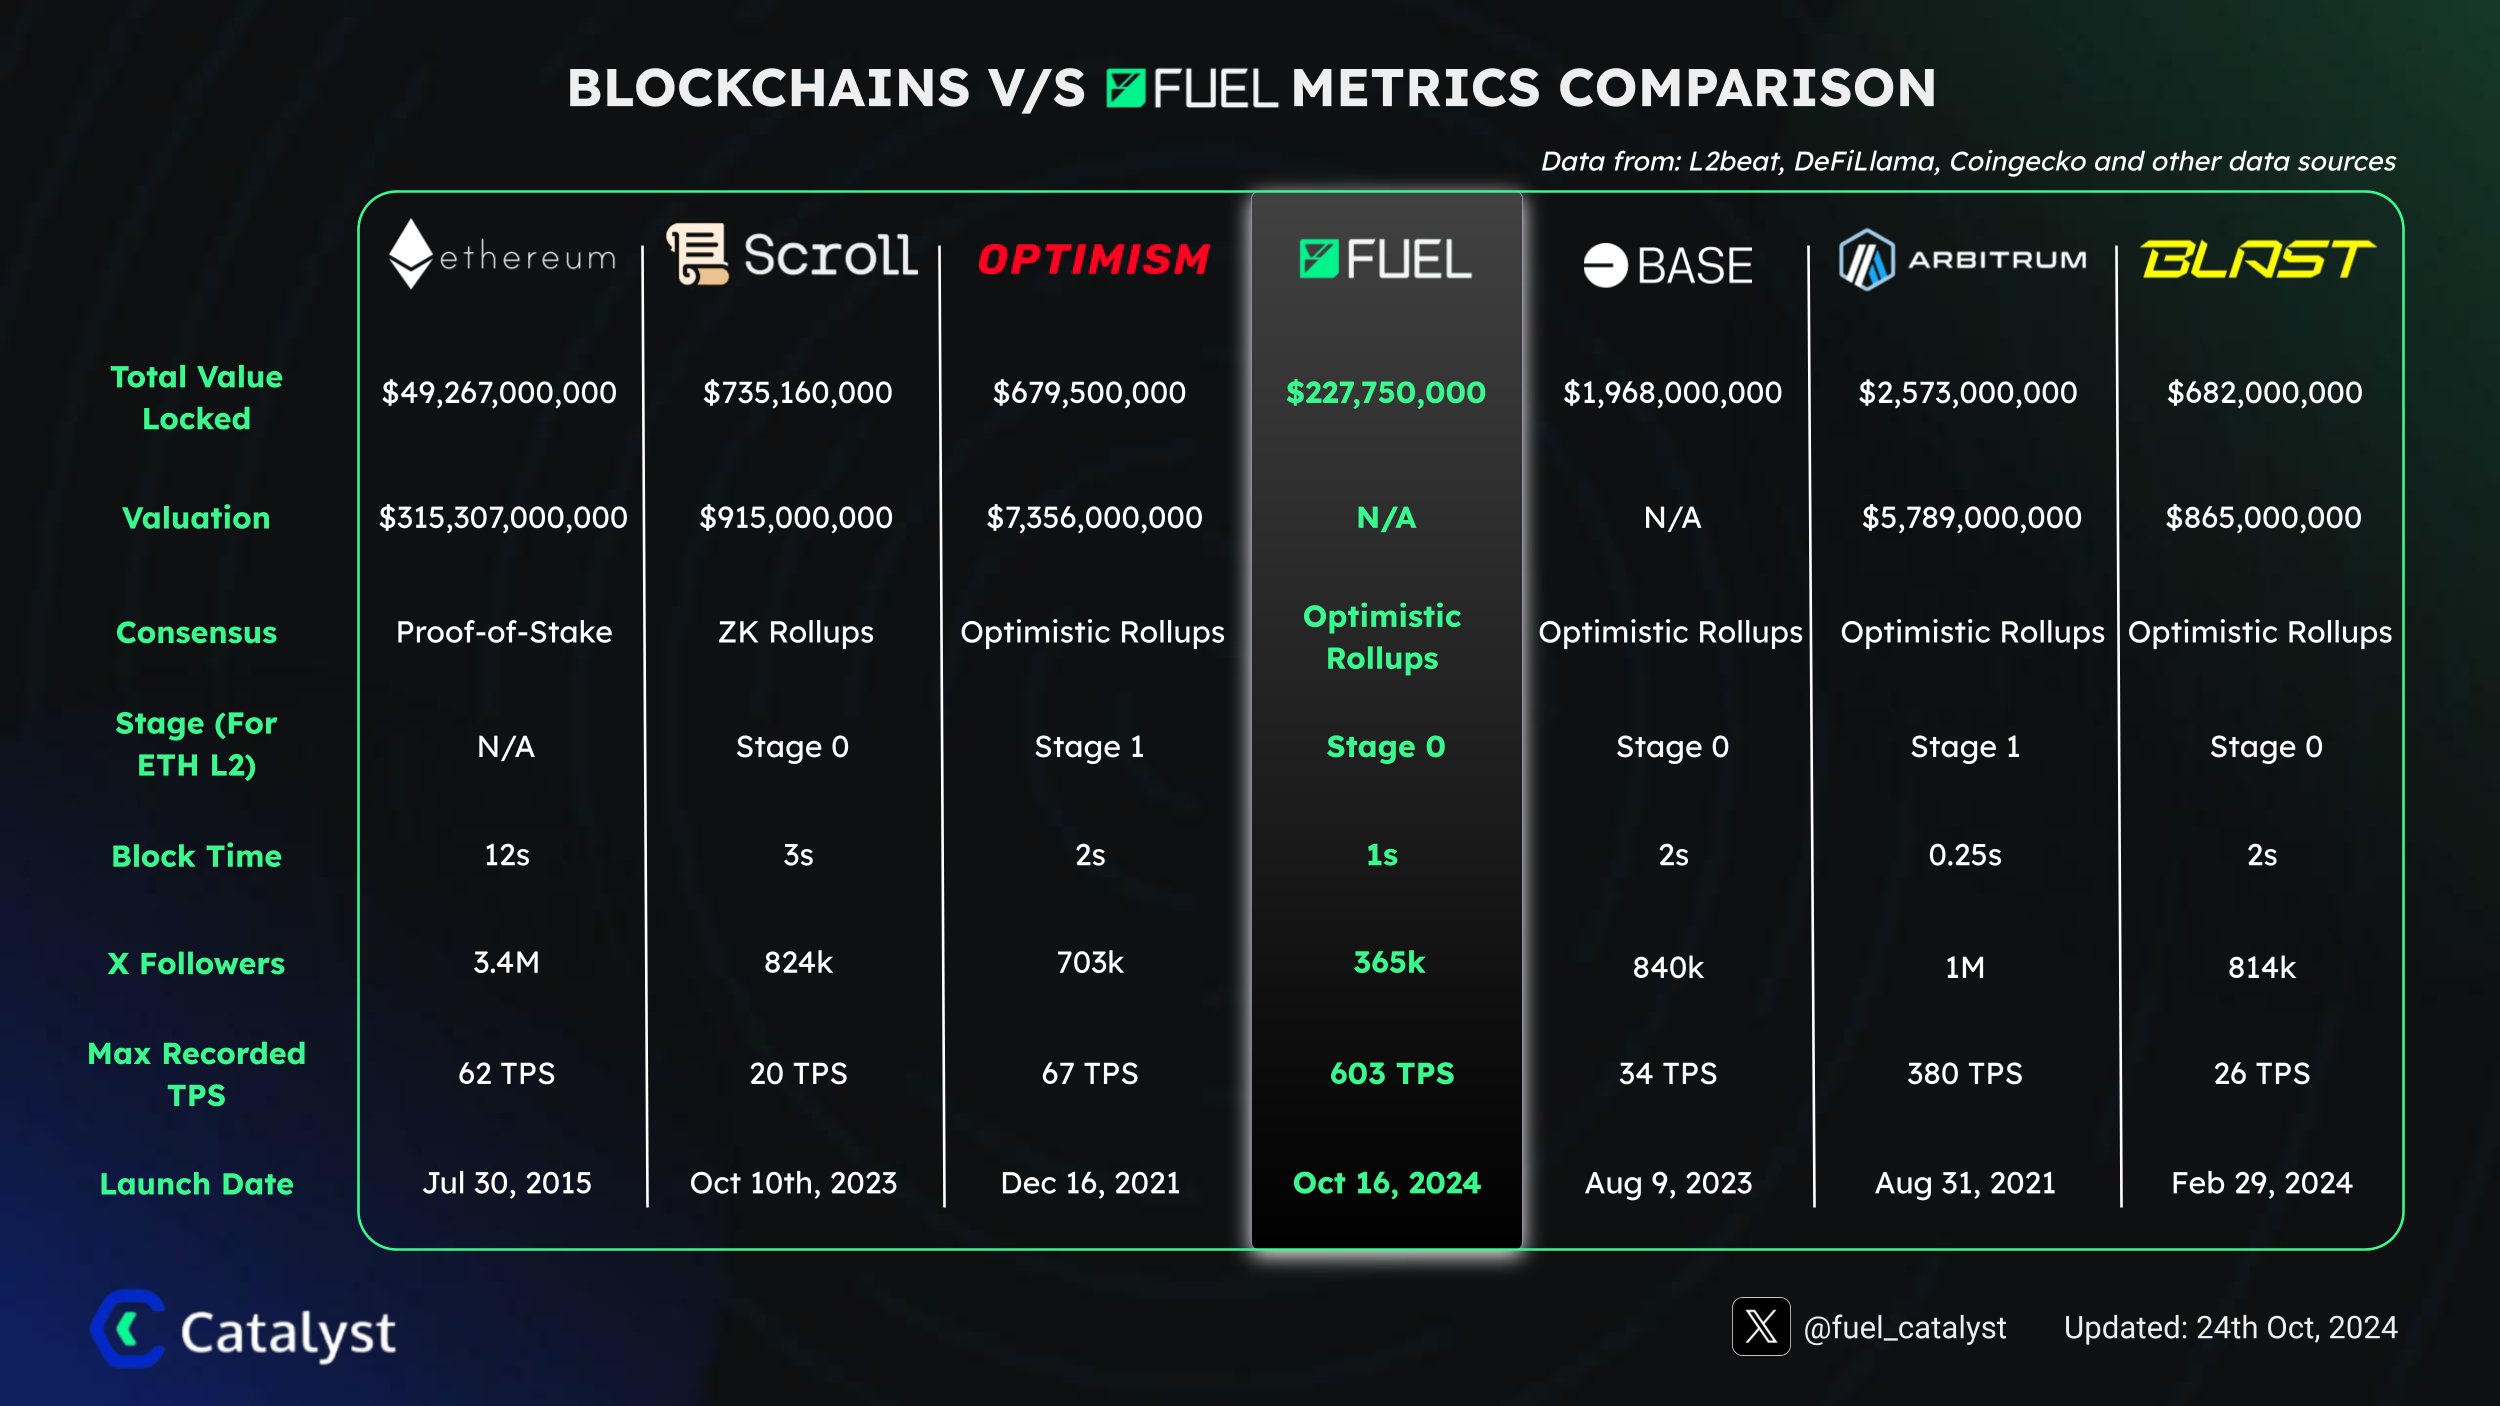 BLOCKCHAINS V/S FUEL METRICS COMPARISON
Data from: L2beat, DeFiLlama, Coingecko and other data sources
ethereum Scroll OPTIMISM FUEL BASE ARBITRUM BLAST
Total Value
Locked
$49,267,000,000 $735,160,000 $679,500,000 $227,750,000 $1,968,000,000 $2,573,000,000 $682,000,000
Valuation $315,307,000,000 $915,000,000 $7,356,000,000 N/A N/A $5,789,000,000 $865,000,000
Consensus Proof-of-Stake ZK Rollups Optimistic Rollups Optimistic
Rollups
Optimistic Rollups Optimistic Rollups Optimistic Rollups
Stage (For
ETH L2)
N/A Stage 0 Stage 1 Stage 0 Stage 0 Stage 1 Stage 0
Block Time 12s 3s 2s 1s 2s 0.25s 2s
X Followers 3.4M 824k 703k 365k 840k 1M 814k
Max Recorded
TPS
62 TPS 20 TPS 67 TPS 603 TPS 34 TPS 380 TPS 26 TPS
Launch Date Jul 30, 2015 Oct 10th, 2023 Dec 16, 2021 Oct 16, 2024 Aug 9, 2023 Aug 31, 2021 Feb 29, 2024
Catalyst
@fuel_catalyst Updated: 24th Oct, 2024